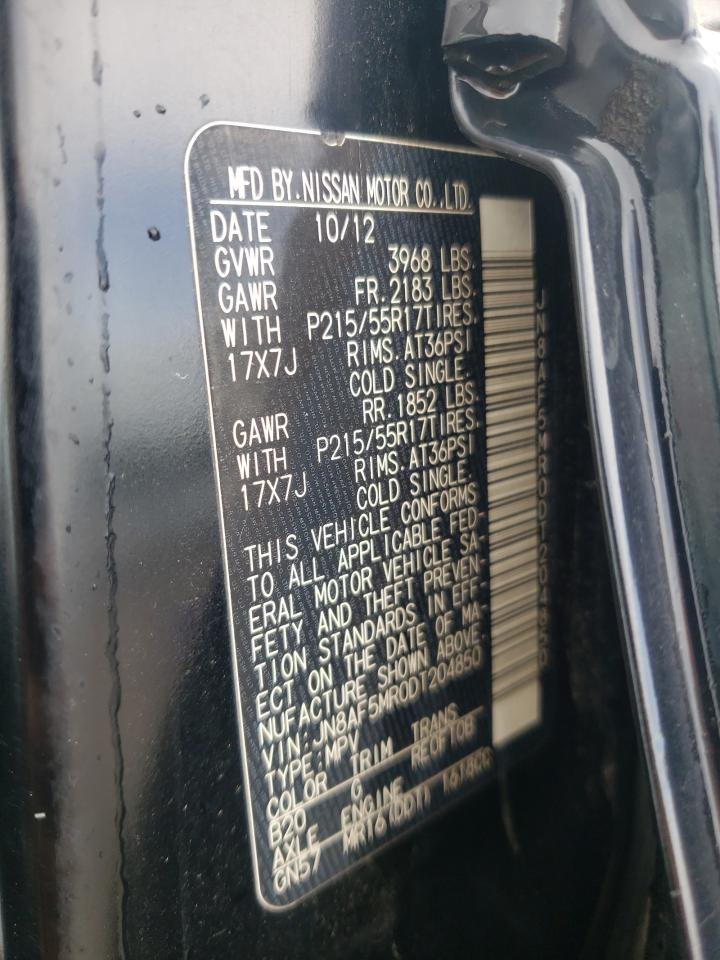 MFD BY.NISSAN MOTOR CO.,LTD.
DATE 10/12
GVWR 3968 LBS.
GAWR FR.2183 LBS.
WITH P215/55R17TIRES.
17X7J RIMS.AT36PSI
COLD SINGLE.
GAWR RR.1852 LBS.
WITH P215/55R17TIRES.
17X7J RIMS.AT36PSI
COLD SINGLE.
THIS VEHICLE CONFORMS
TO ALL APPLICABLE FED-
ERAL MOTOR VEHICLE SA-
FETY AND THEFT PREVEN-
TION STANDARDS IN EFF-
ECT ON THE DATE OF MA-
NUFACTURE SHOWN ABOVE.
VIN:JN8AF5MR0DT204850
TYPE:MPV
COLOR TRIM TRANS
B20 G RE0F10B
AXLE ENGINE
GN57 MR16(DDT) 1618CC
JN8AF5MR0DT204850